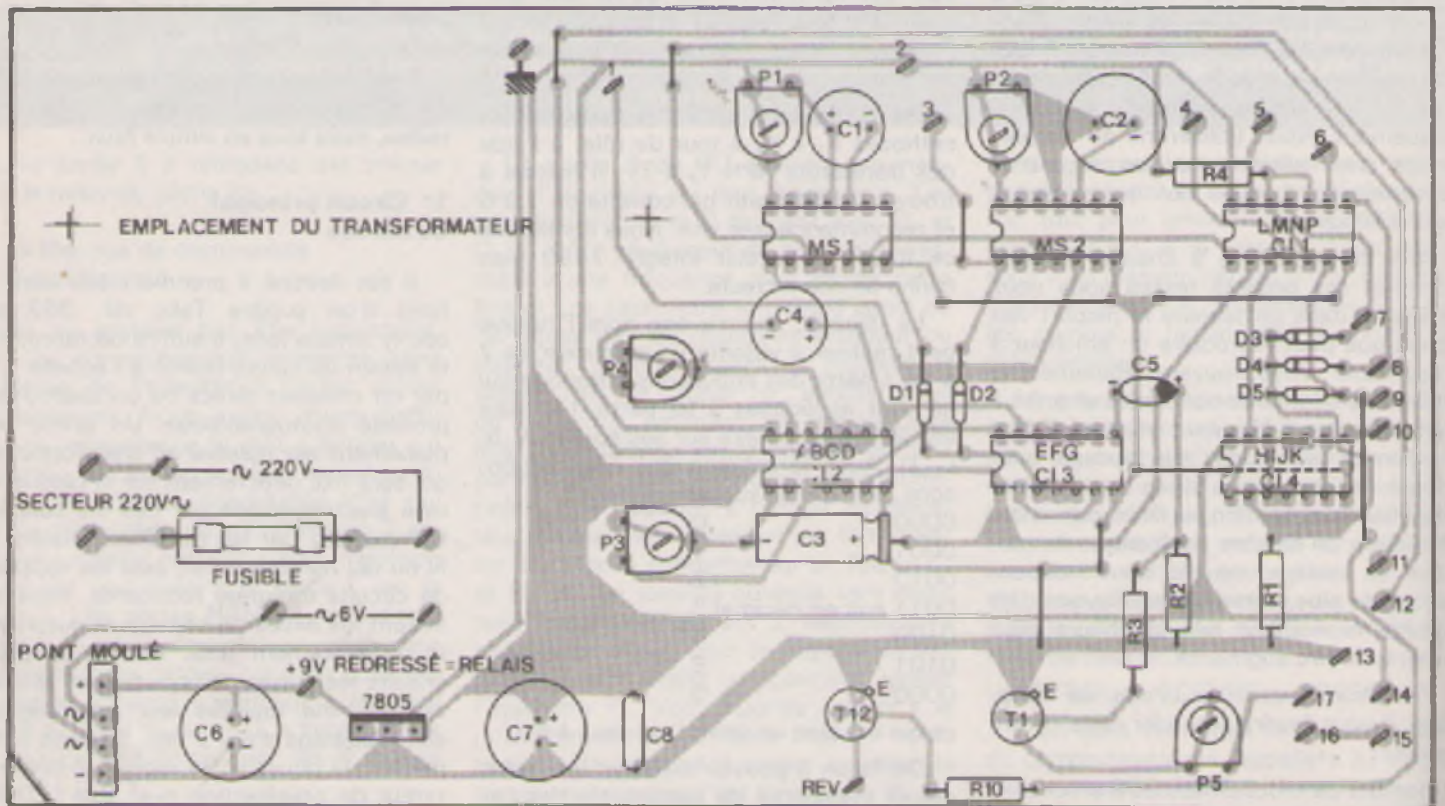 2
1
P1
P2
C1
+
-
3
C2
+
-
4
5
6
R4
EMPLACEMENT DU TRANSFORMATEUR
MS1
MS2
LMNP
CI1
C4
+
-
7
D3
P4
D1
D2
C5
-
+
D4
8
D5
9
10
ABCD
EFG
CI3
HIJK
CI4
∿ 220V
SECTEUR 220V∿
P3
-
C3
+
FUSIBLE
11
R3
R2
R1
12
∿6V
13
PONT MOULÉ
+9V REDRESSÉ = RELAIS
+
∿
∿
-
C6
+
-
7805
C7
+
-
C8
E
T12
E
T1
17
14
16
15
P5
REV
R10